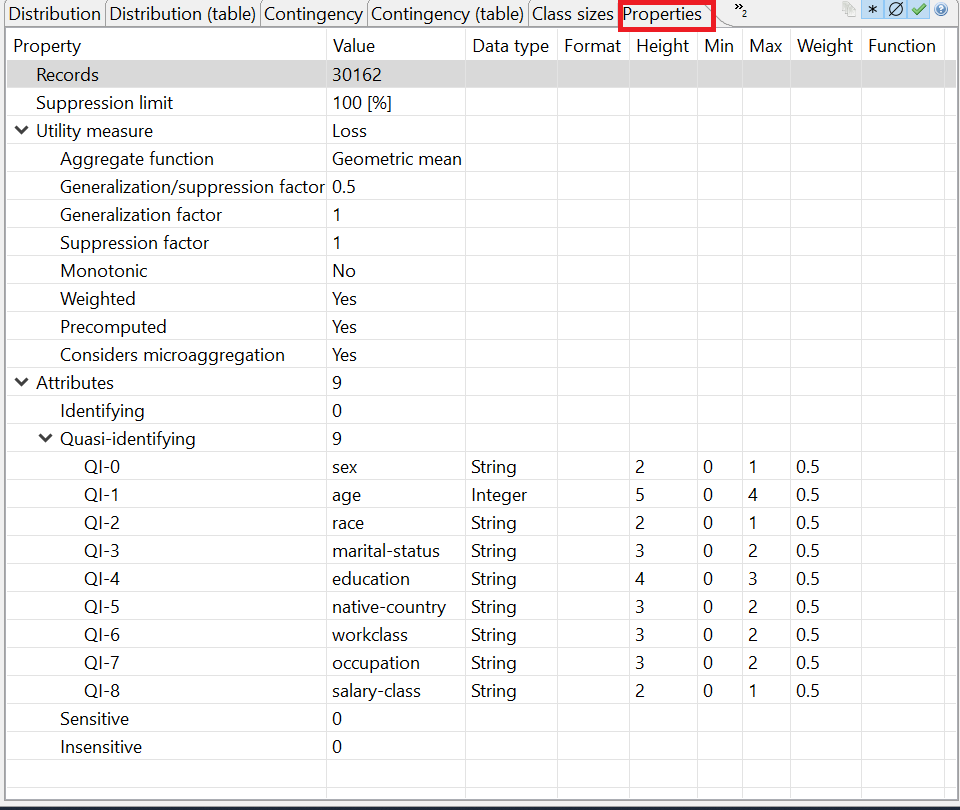 Distribution Distribution (table) Contingency Contingency (table) Class sizes Properties »2
Property Value Data type Format Height Min Max Weight Function
Records 30162
Suppression limit 100 [%]
Utility measure Loss
Aggregate function Geometric mean
Generalization/suppression factor 0.5
Generalization factor 1
Suppression factor 1
Monotonic No
Weighted Yes
Precomputed Yes
Considers microaggregation Yes
Attributes 9
Identifying 0
Quasi-identifying 9
QI-0 sex String 2 0 1 0.5
QI-1 age Integer 5 0 4 0.5
QI-2 race String 2 0 1 0.5
QI-3 marital-status String 3 0 2 0.5
QI-4 education String 4 0 3 0.5
QI-5 native-country String 3 0 2 0.5
QI-6 workclass String 3 0 2 0.5
QI-7 occupation String 3 0 2 0.5
QI-8 salary-class String 2 0 1 0.5
Sensitive 0
Insensitive 0